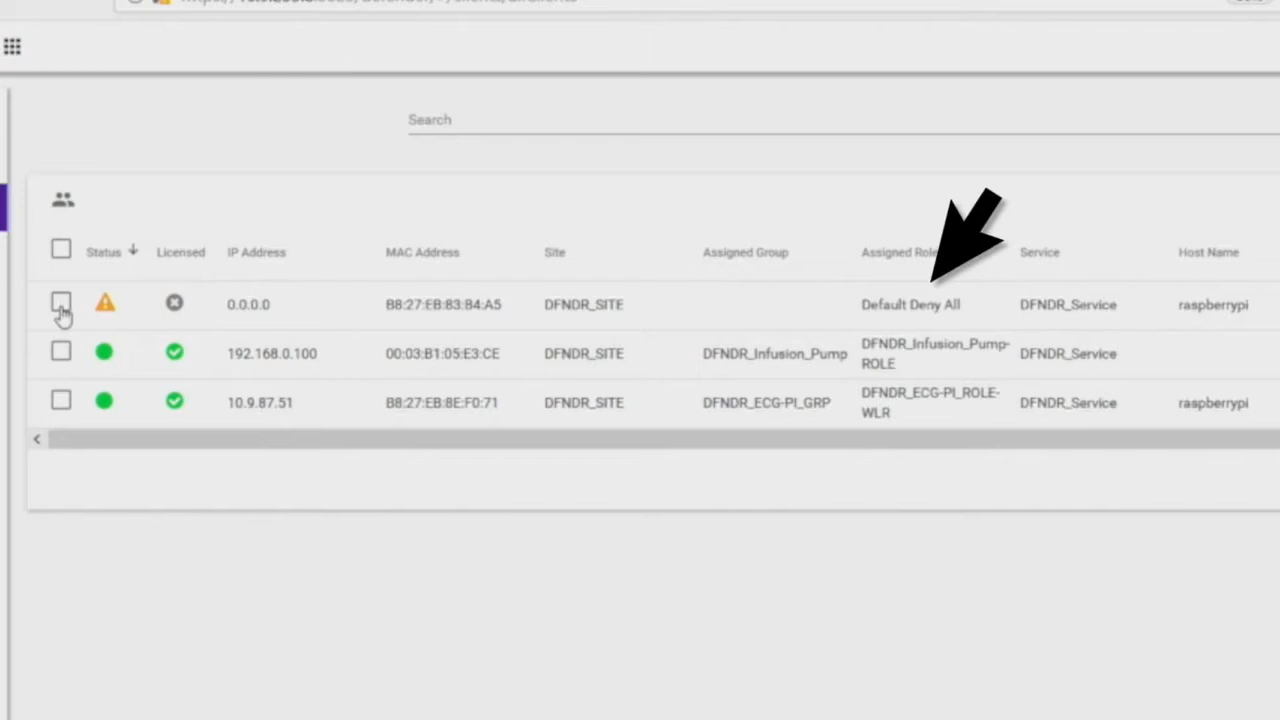 Search
Status Licensed IP Address MAC Address Site Assigned Group Assigned Service Host Name
0.0.0.0 B8:27:EB:83:B4:A5 DFNDR_SITE Default Deny All DFNDR_Service raspberrypi
192.168.0.100 00:03:B1:05:E3:CE DFNDR_SITE DFNDR_Infusion_Pump DFNDR_Infusion_Pump-
ROLE DFNDR_Service
10.9.87.51 B8:27:EB:8E:F0:71 DFNDR_SITE DFNDR_ECG-PI_GRP DFNDR_ECG-PI_ROLE-
WLR DFNDR_Service raspberrypi